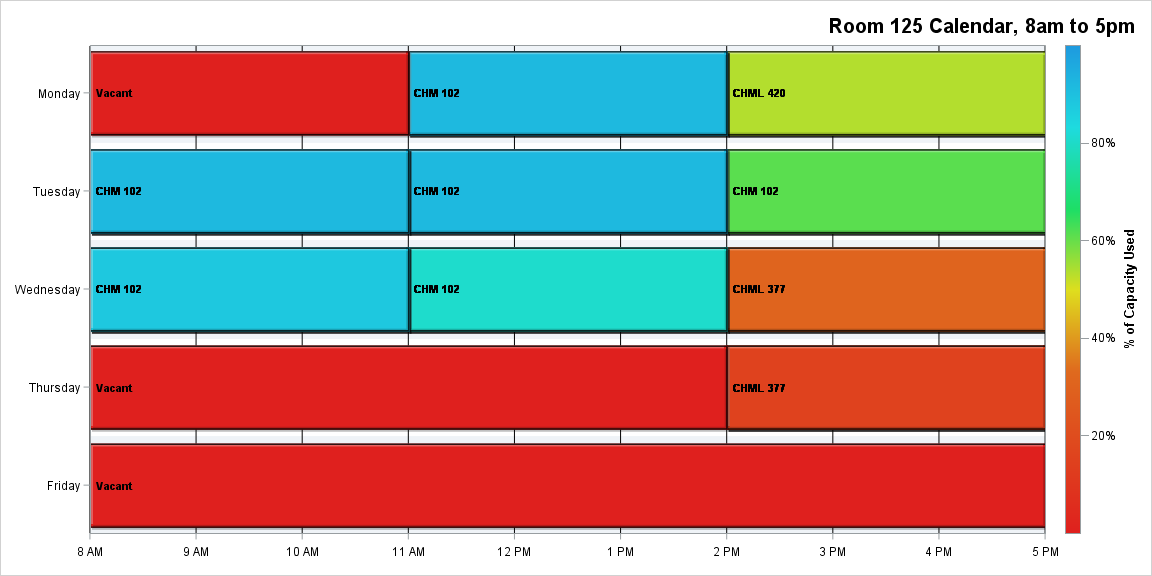 Room 125 Calendar, 8am to 5pm
Monday
Vacant
CHM 102
CHML 420
Tuesday
CHM 102
CHM 102
CHM 102
Wednesday
CHM 102
CHM 102
CHML 377
Thursday
Vacant
CHML 377
Friday
Vacant
8 AM
9 AM
10 AM
11 AM
12 PM
1 PM
2 PM
3 PM
4 PM
5 PM
80%
60%
40%
20%
% of Capacity Used